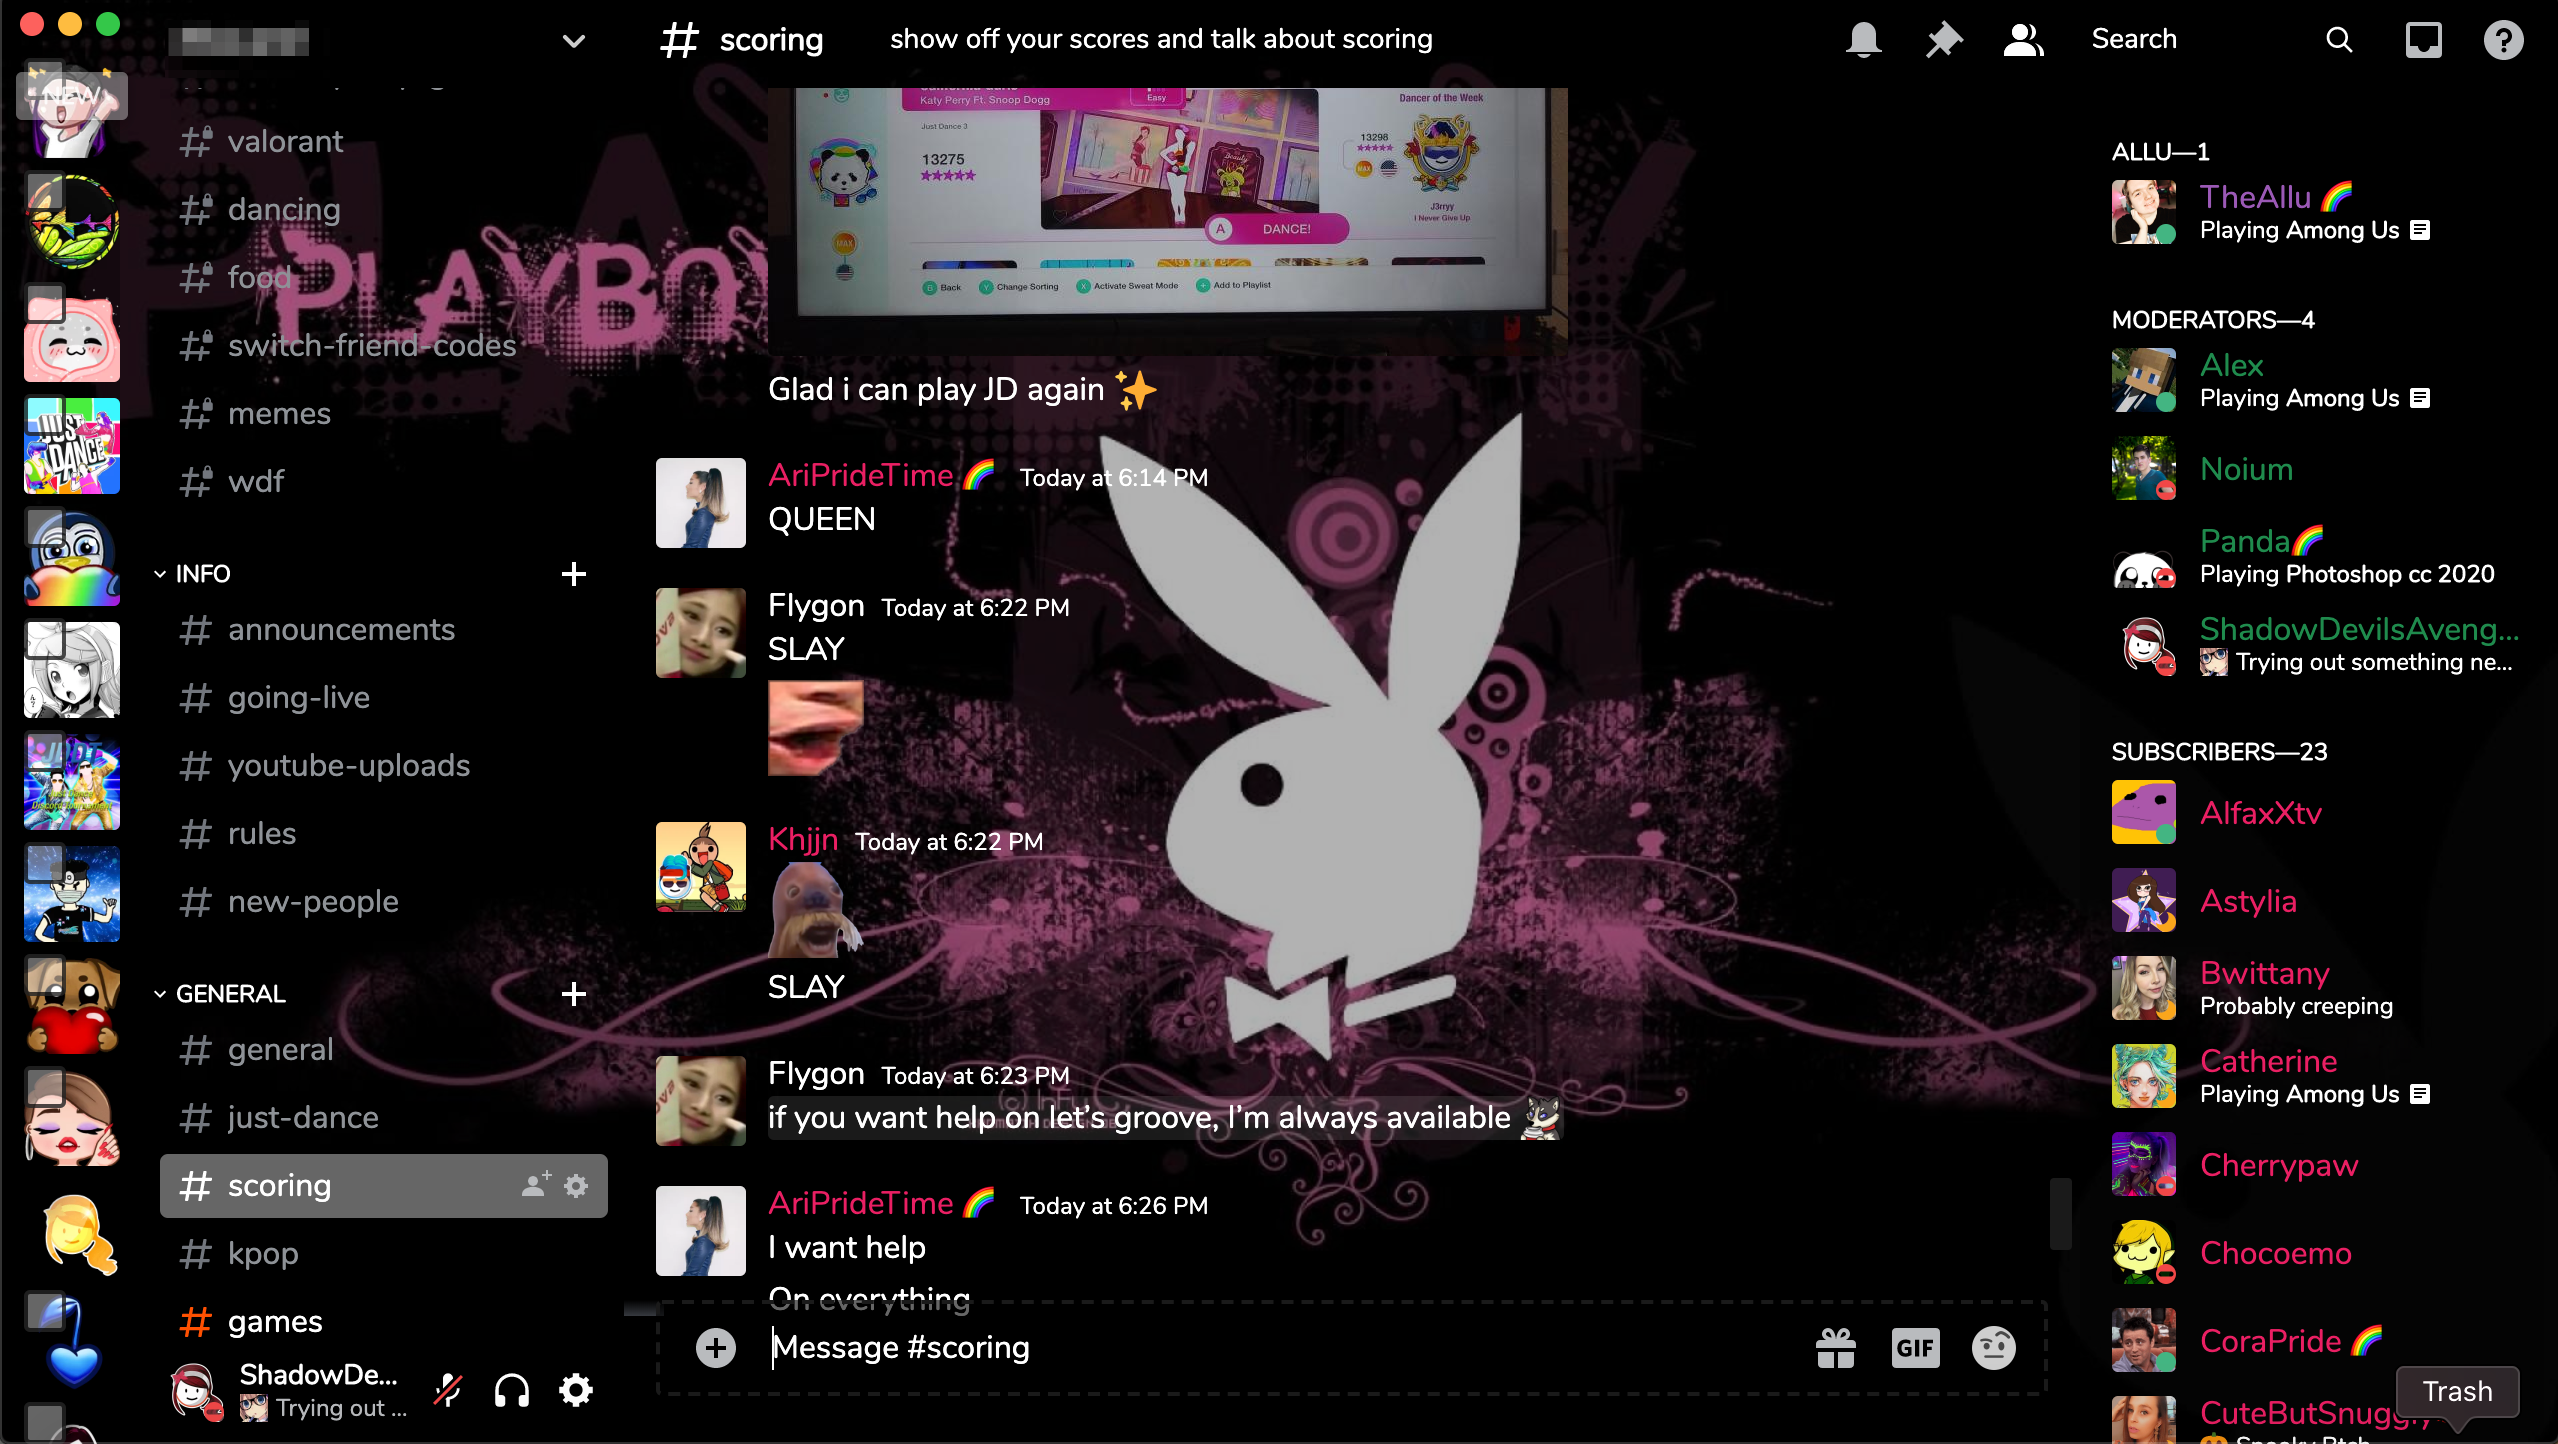 NEW
valorant
dancing
food
switch-friend-codes
memes
wdf
INFO
announcements
going-live
youtube-uploads
rules
new-people
GENERAL
general
just-dance
scoring
kpop
games
ShadowDe...
Trying out ...
PLAYBO
scoring
show off your scores and talk about scoring
Search
Katy Perry Ft. Snoop Dogg
Easy
Just Dance 3
13275
MAX
Dancer of the Week
13298
MAX
J3rryy
I Never Give Up
A DANCE!
B Back
Y Change Sorting
X Activate Sweat Mode
+ Add to Playlist
Glad i can play JD again ✨
AriPrideTime 🌈 Today at 6:14 PM
QUEEN
Flygon Today at 6:22 PM
SLAY
Khjjn Today at 6:22 PM
SLAY
Flygon Today at 6:23 PM
if you want help on let's groove, I'm always available
AriPrideTime 🌈 Today at 6:26 PM
I want help
On everything
Message #scoring
GIF
ALLU—1
TheAllu 🌈
Playing Among Us
MODERATORS—4
Alex
Playing Among Us
Noium
Panda🌈
Playing Photoshop cc 2020
ShadowDevilsAveng...
Trying out something ne...
SUBSCRIBERS—23
AlfaxXtv
Astylia
Bwittany
Probably creeping
Catherine
Playing Among Us
Cherrypaw
Chocoemo
CoraPride 🌈
CuteButSnuggly
Trash
JUST DANCE